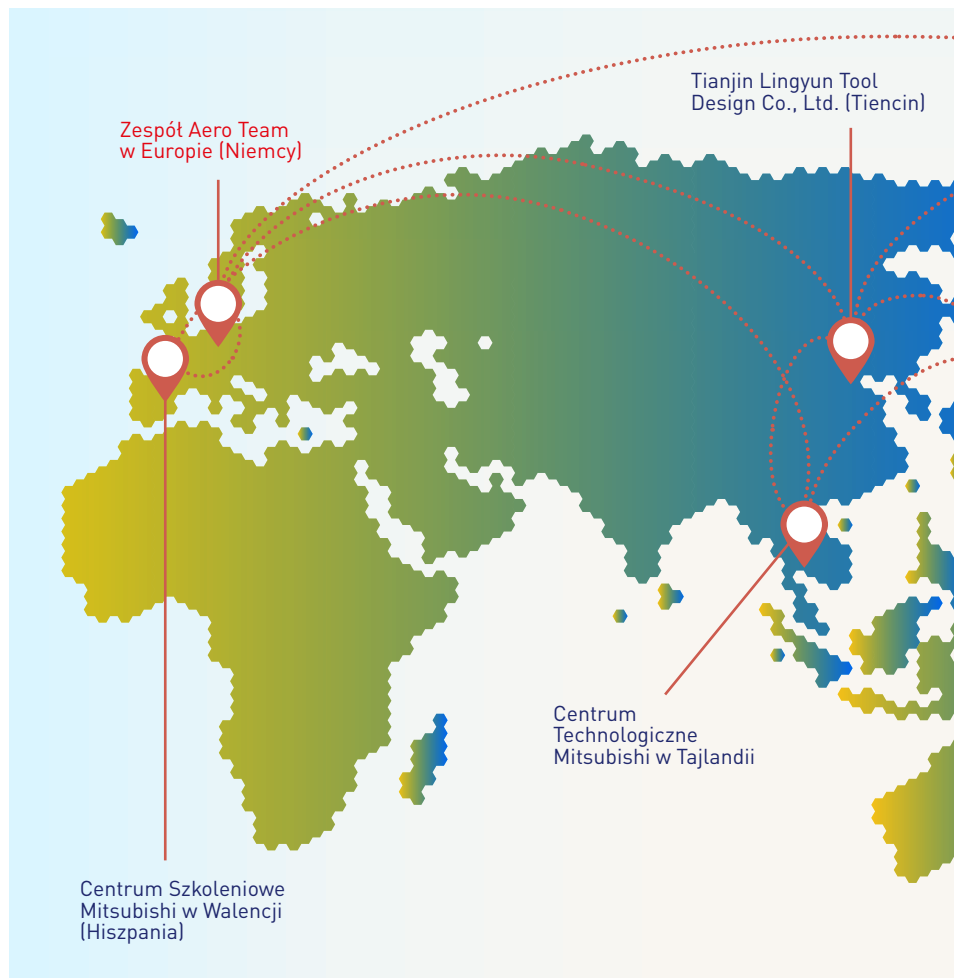 Tianjin Lingyun Tool
Design Co., Ltd. (Tiencin)
Zespół Aero Team
w Europie (Niemcy)
Centrum
Technologiczne
Mitsubishi w Tajlandii
Centrum Szkoleniowe
Mitsubishi w Walencji
(Hiszpania)